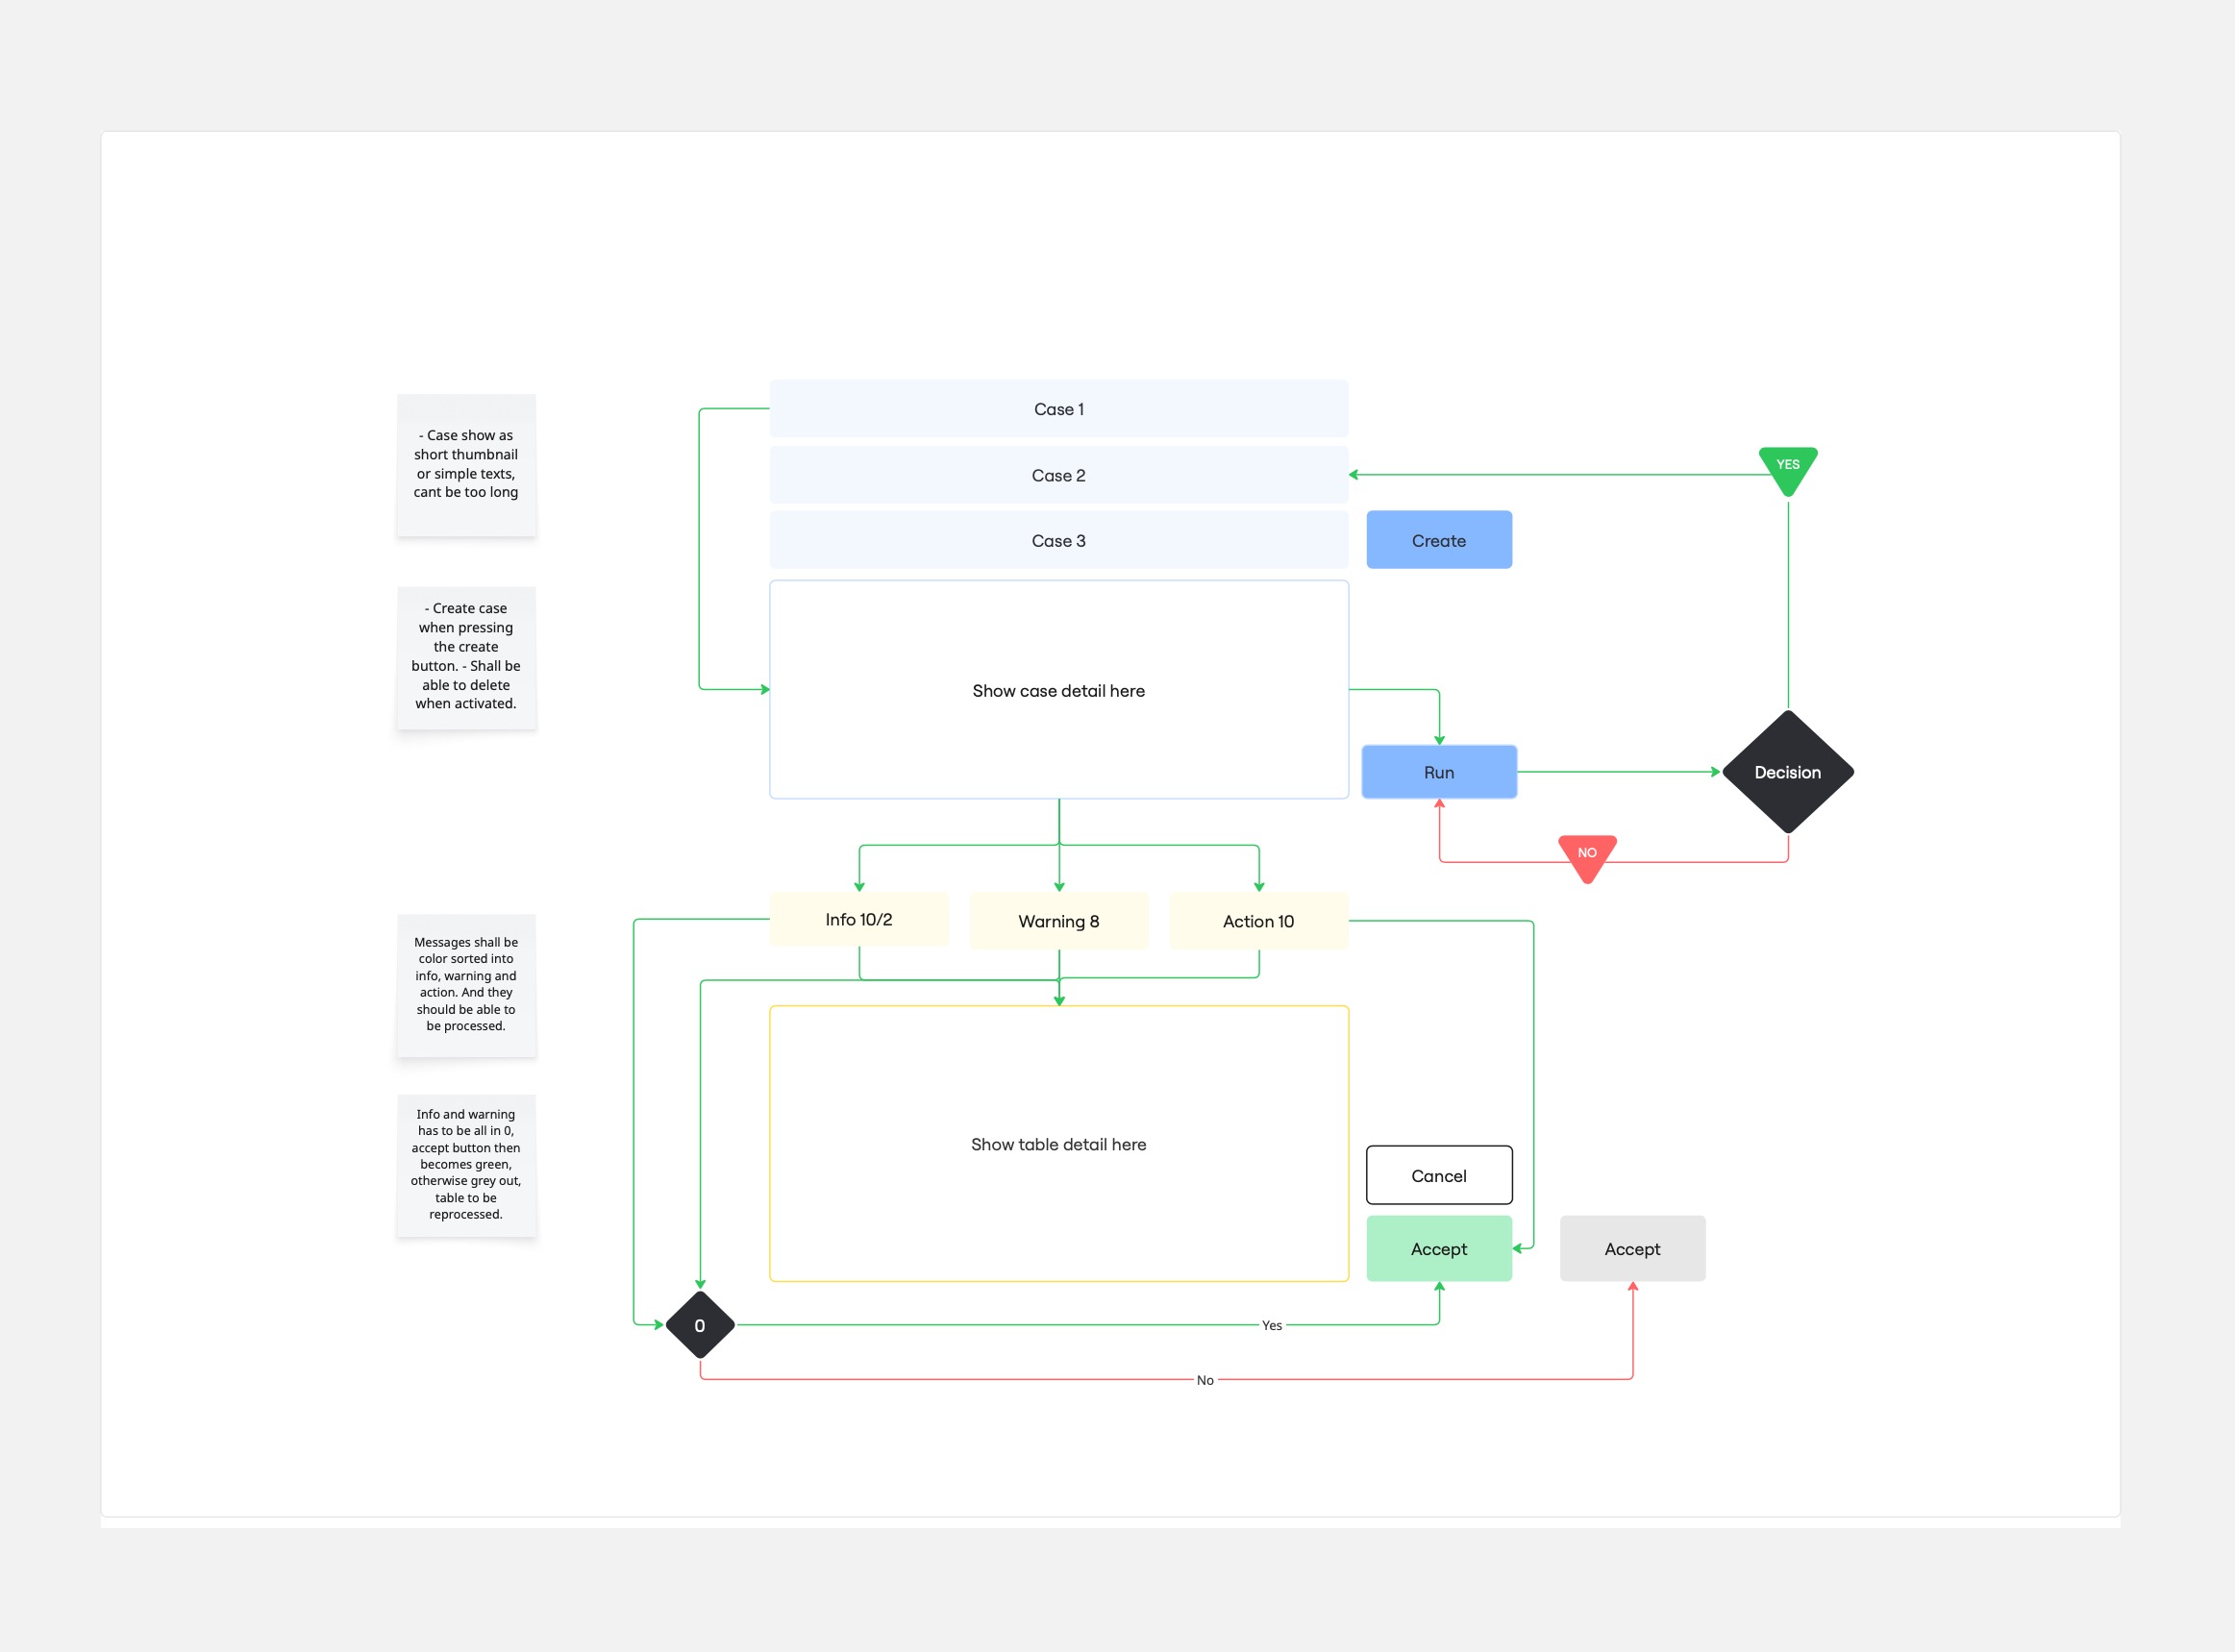 Case 1
- Case show as
short thumbnail
or simple texts,
cant be too long
YES
Case 2
Case 3
Create
- Create case
when pressing
the create
button. - Shall be
able to delete
when activated.
Show case detail here
Run
Decision
NO
Info 10/2
Warning 8
Action 10
Messages shall be
color sorted into
info, warning and
action. And they
should be able to
be processed.
Info and warning
has to be all in 0,
accept button then
becomes green,
otherwise grey out,
table to be
reprocessed.
Show table detail here
Cancel
Accept
Accept
0
Yes
No